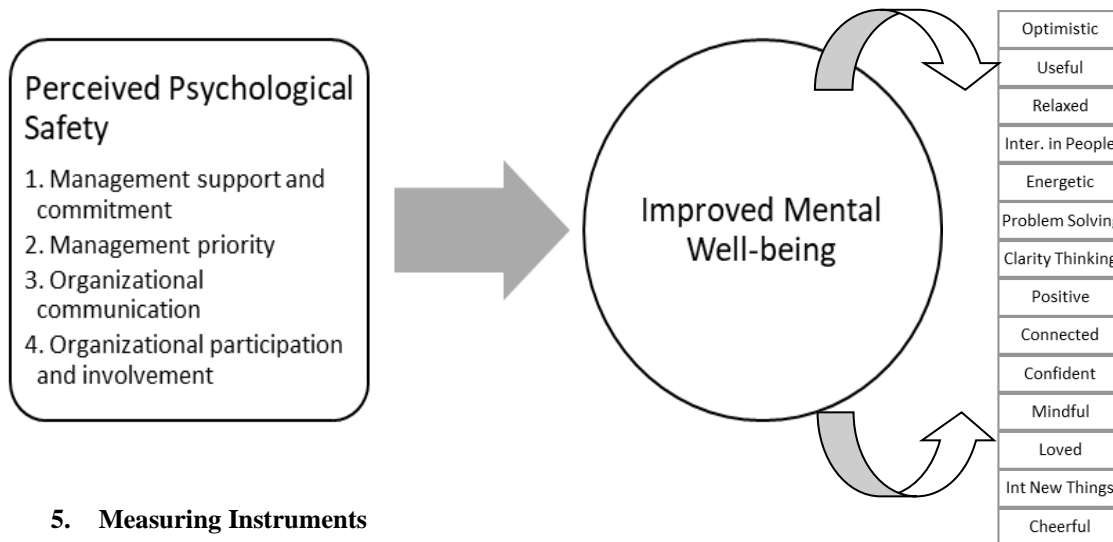 Perceived Psychological
Safety
1. Management support and
commitment
2. Management priority
3. Organizational
communication
4. Organizational participation
and involvement
Improved Mental
Well-being
Optimistic
Useful
Relaxed
Inter. in People
Energetic
Problem Solving
Clarity Thinking
Positive
Connected
Confident
Mindful
Loved
Int New Things
Cheerful
5. Measuring Instruments